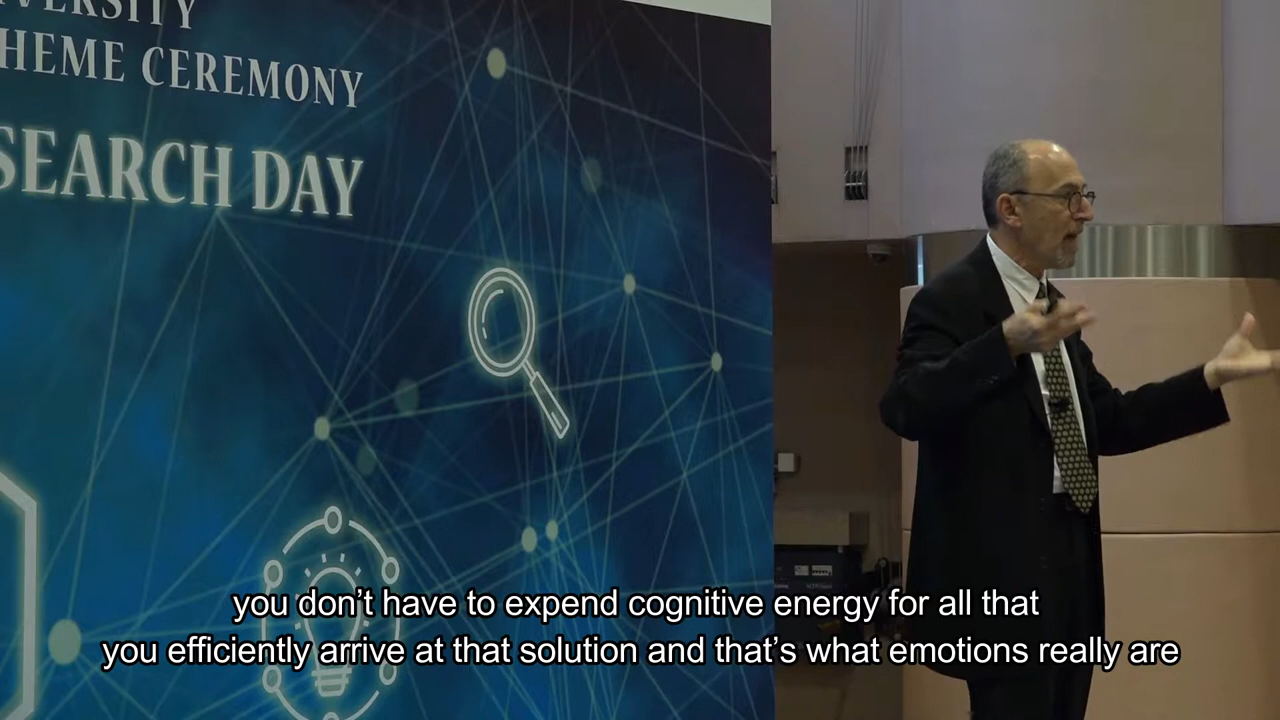 HEME CEREMONY
SEARCH DAY
you don't have to expend cognitive energy for all that
you efficiently arrive at that solution and that's what emotions really are